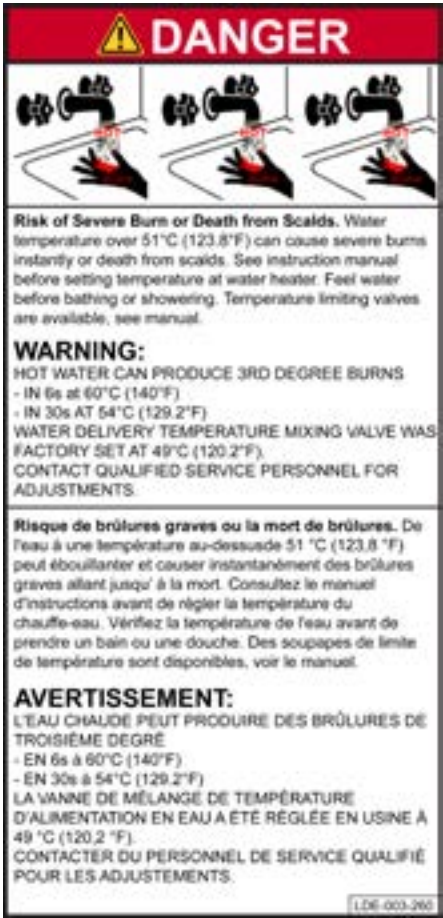 DANGER
HOT HOT HOT
Risk of Severe Burn or Death from Scalds. Water
temperature over 51°C (123.8°F) can cause severe burns
instantly or death from scalds. See instruction manual
before setting temperature at water heater. Feel water
before bathing or showering. Temperature limiting valves
are available, see manual.
WARNING:
HOT WATER CAN PRODUCE 3RD DEGREE BURNS
- IN 6s at 60°C (140°F)
- IN 30s AT 54°C (129.2°F)
WATER DELIVERY TEMPERATURE MIXING VALVE WAS
FACTORY SET AT 49°C (120.2°F).
CONTACT QUALIFIED SERVICE PERSONNEL FOR
ADJUSTMENTS.
Risque de brûlures graves ou la mort de brûlures. De
l'eau à une température au-dessusde 51 °C (123,8 °F)
peut ébouillanter et causer instantanément des brûlures
graves allant jusqu' à la mort. Consultez le manuel
d'instructions avant de règler la température du
chauffe-eau. Vérifiez la température de l'eau avant de
prendre un bain ou une douche. Des soupapes de limite
de température sont disponibles, voir le manuel.
AVERTISSEMENT:
L'EAU CHAUDE PEUT PRODUIRE DES BRÛLURES DE
TROISIÈME DEGRÉ
- EN 6s à 60°C (140°F)
- EN 30s à 54°C (129.2°F)
LA VANNE DE MÉLANGE DE TEMPÉRATURE
D'ALIMENTATION EN EAU A ÉTÉ RÉGLÉE EN USINE À
49 °C (120,2 °F).
CONTACTER DU PERSONNEL DE SERVICE QUALIFIÉ
POUR LES ADJUSTEMENTS.
LDE-003-260